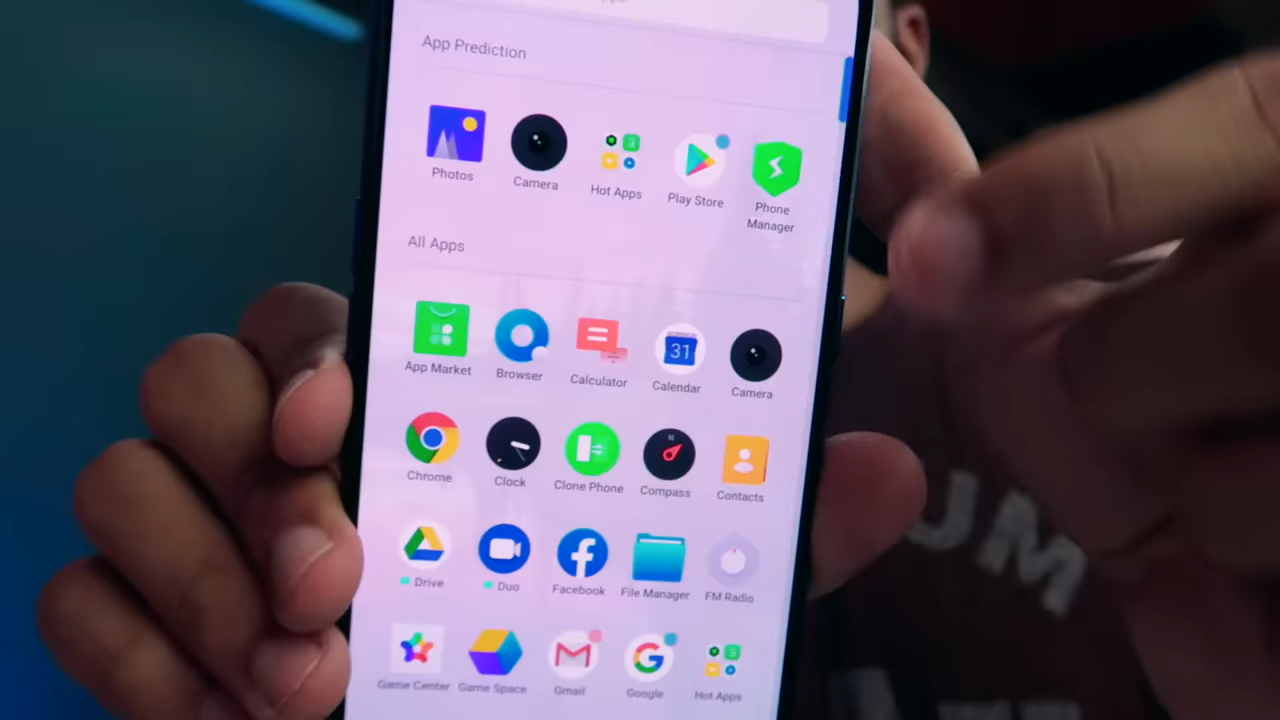 App Prediction
Photos
Camera
Hot Apps
Play Store
Phone
Manager
All Apps
App Market
Browser
Calculator
31
Calendar
Camera
Chrome
Clock
Clone Phone
N
Compass
Contacts
Drive
Duo
Facebook
File Manager
FM Radio
Game Center
Game Space
Gmail
Google
Hot Apps
UM